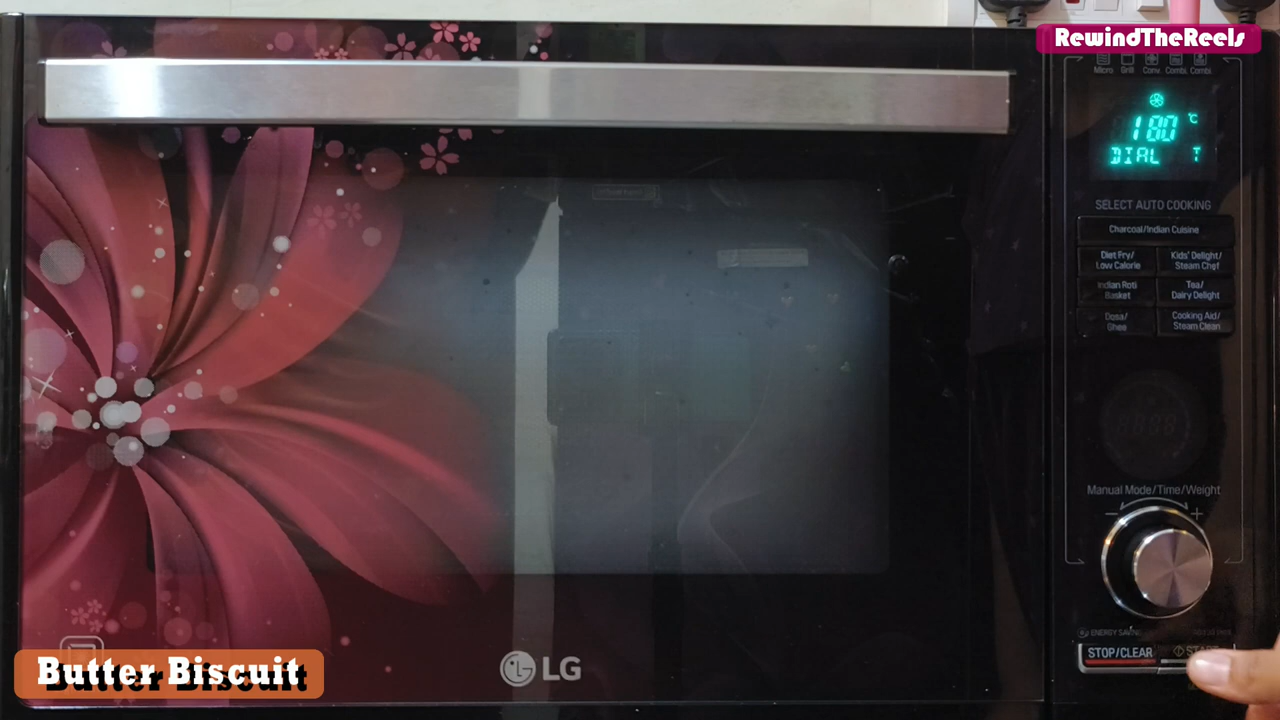 RewindTheReels
Micro Grill Conv. Combi. Combi.
180 °C
DIAL T
SELECT AUTO COOKING
Charcoal/Indian Cuisine
Diet Fry/
Low Calorie
Kids' Delight/
Steam Chef
Indian Roti
Basket
Tea/
Dairy Delight
Dosa/
Ghee
Cooking Aid/
Steam Clean
Manual Mode/Time/Weight
− +
ENERGY SAVING
STOP/CLEAR
Butter Biscuit
LG